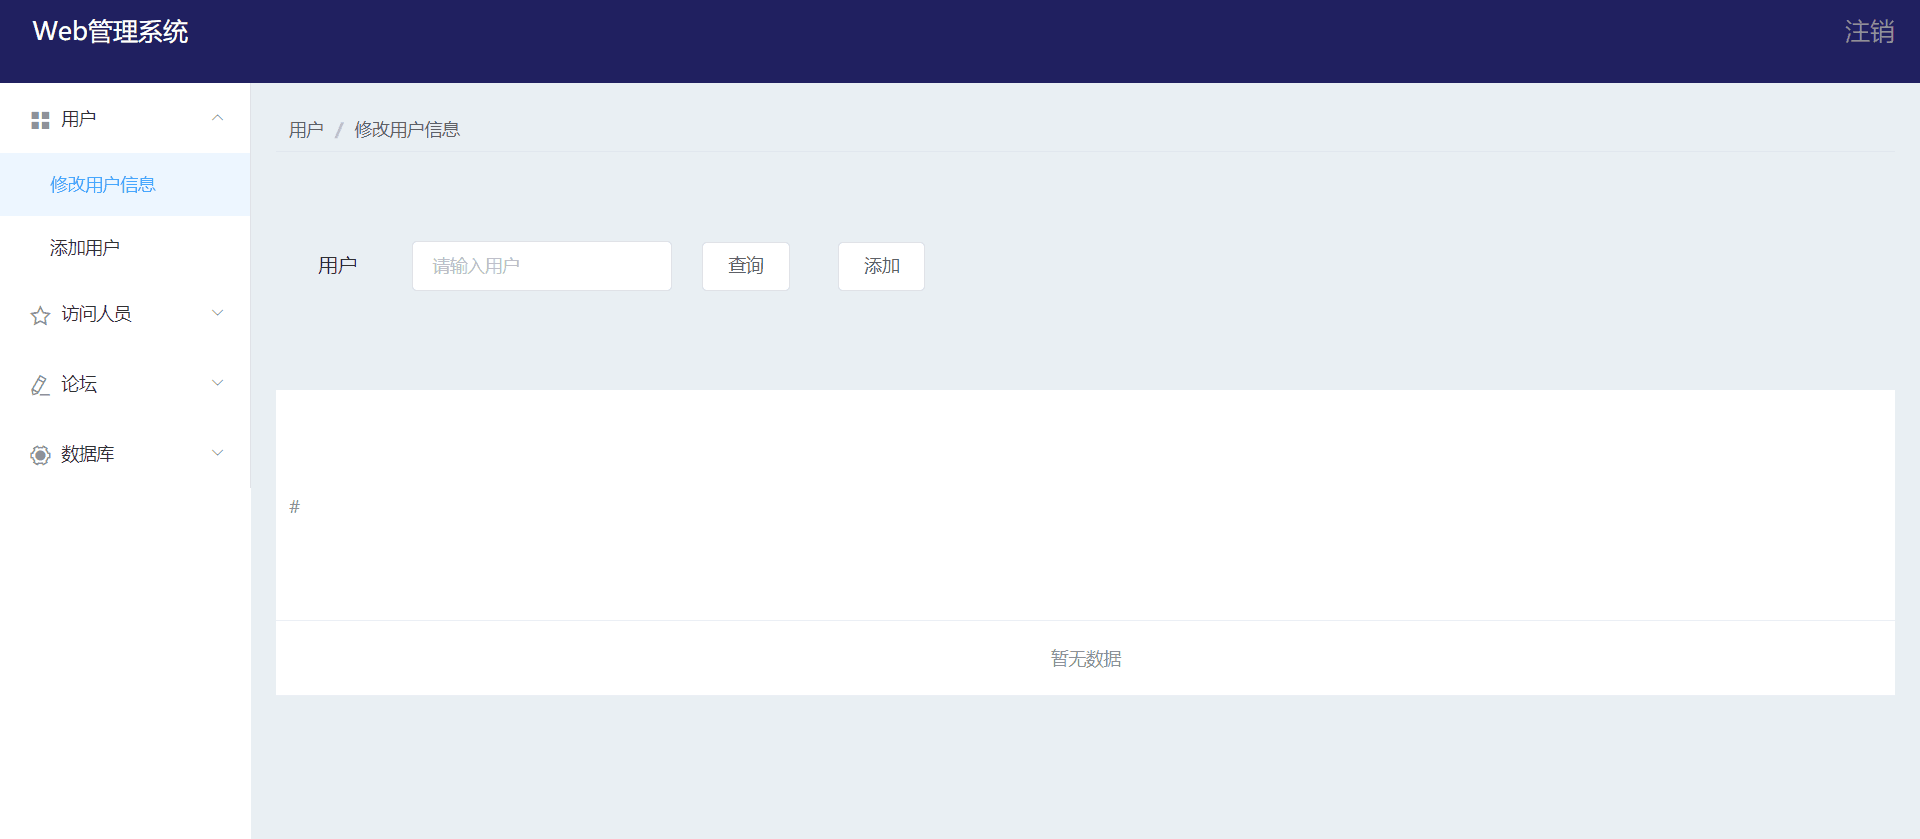 Web管理系统
注销
用户
修改用户信息
添加用户
访问人员
论坛
数据库
用户 / 修改用户信息
用户 请输入用户 查询 添加
#
暂无数据